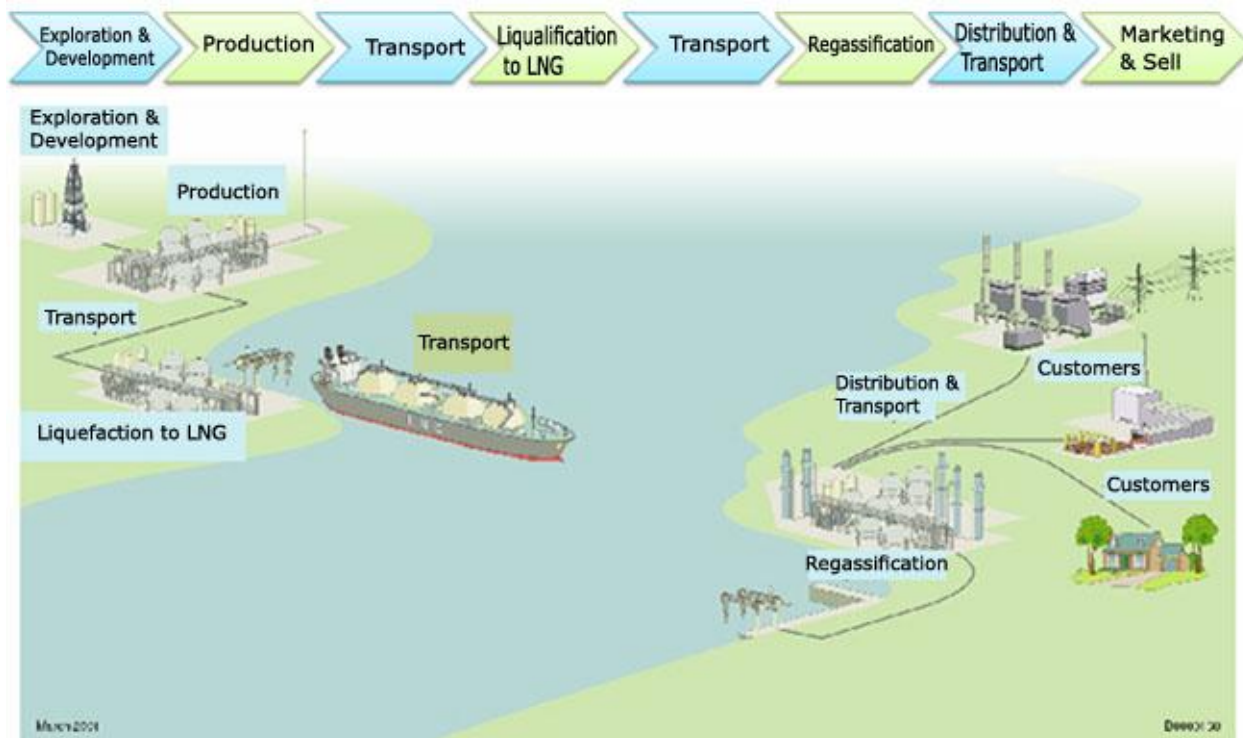 Exploration &
Development
Production
Transport
Liqualification
to LNG
Transport
Regassification
Distribution &
Transport
Marketing
& Sell
Exploration &
Development
Production
Transport
Transport
Liquefaction to LNG
Customers
Distribution &
Transport
Customers
Regassification